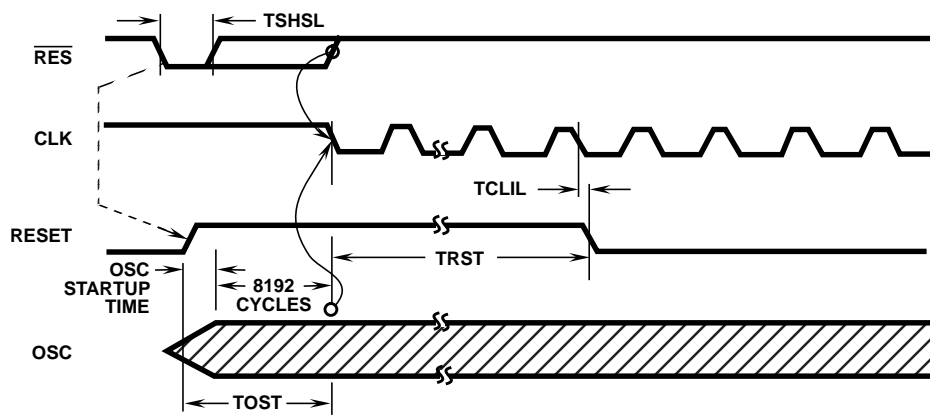 TSHSL
RES
CLK
TCLIL
RESET
TRST
OSC
STARTUP
TIME
8192
CYCLES
OSC
TOST